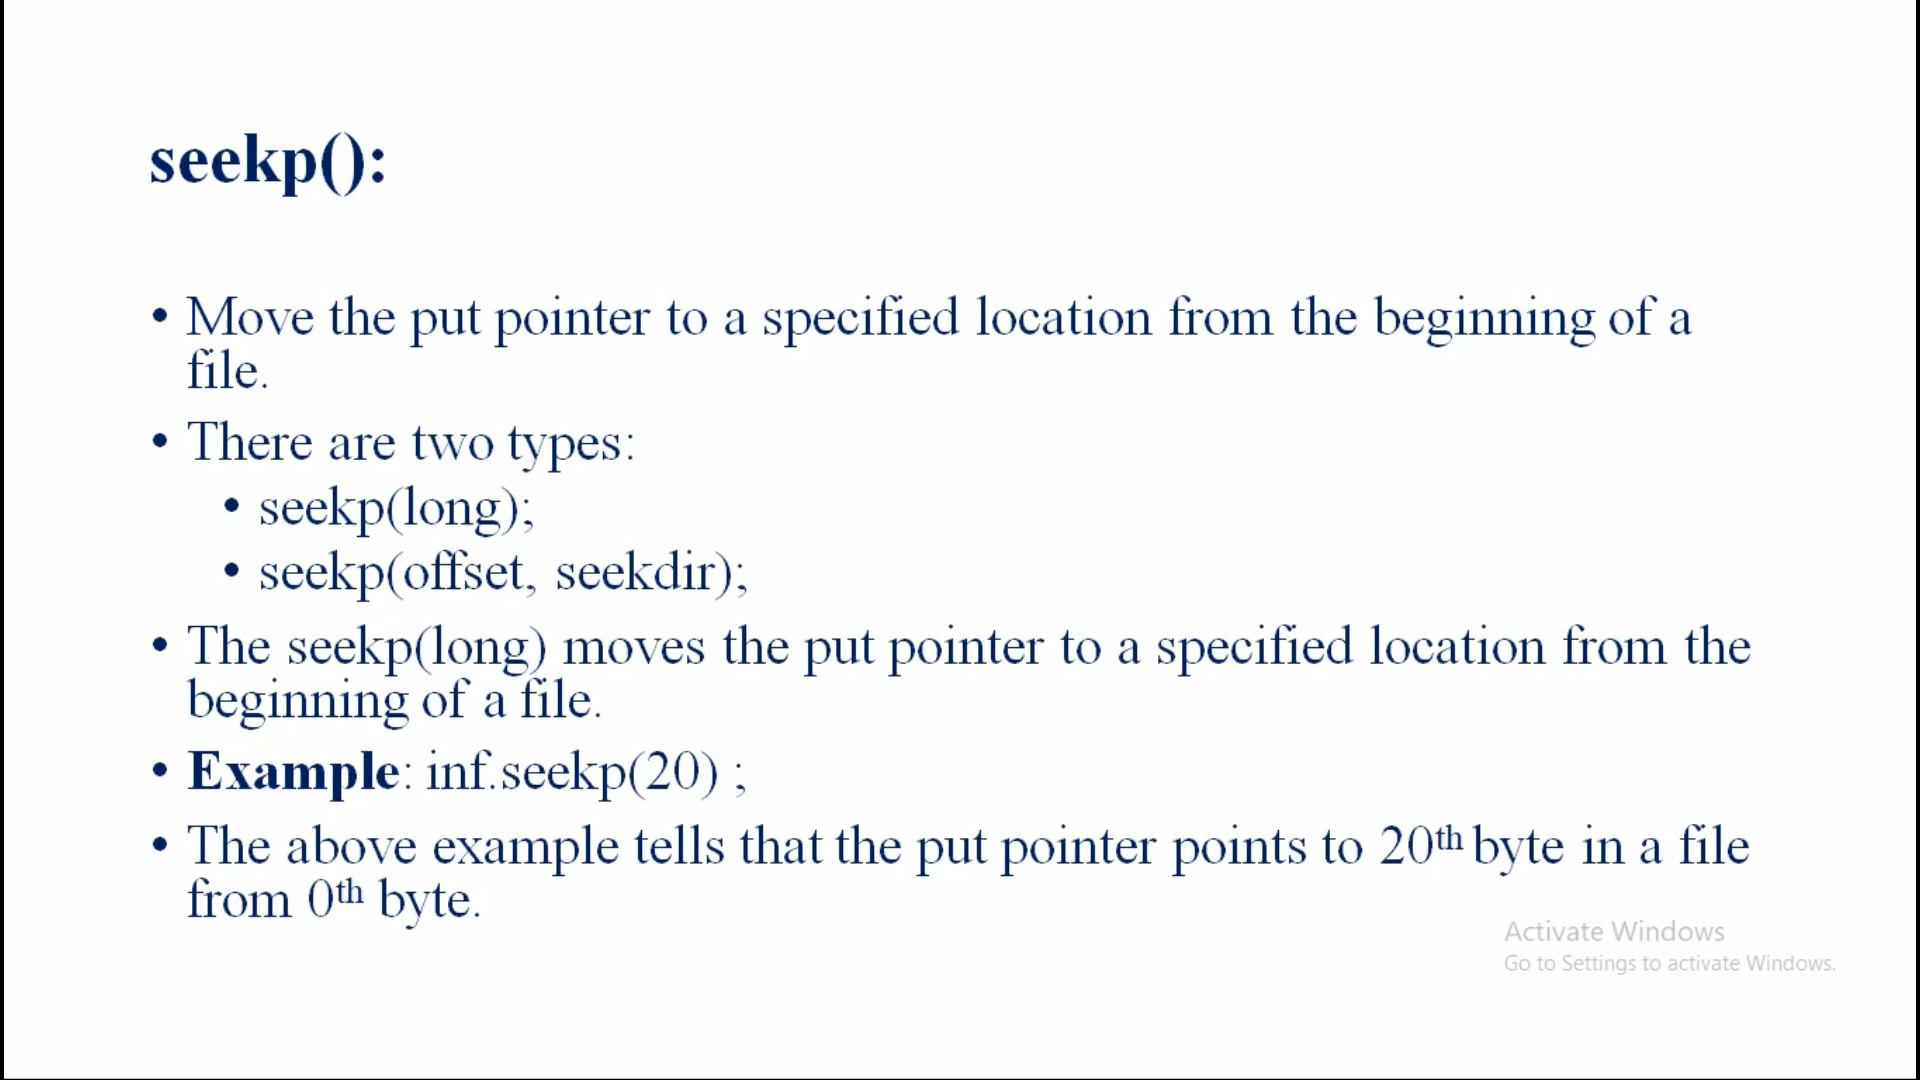 seekp():
• Move the put pointer to a specified location from the beginning of a
file.
• There are two types:
• seekp(long);
• seekp(offset, seekdir);
• The seekp(long) moves the put pointer to a specified location from the
beginning of a file.
• Example: inf.seekp(20) ;
• The above example tells that the put pointer points to 20th byte in a file
from 0th byte.
Activate Windows
Go to Settings to activate Windows.